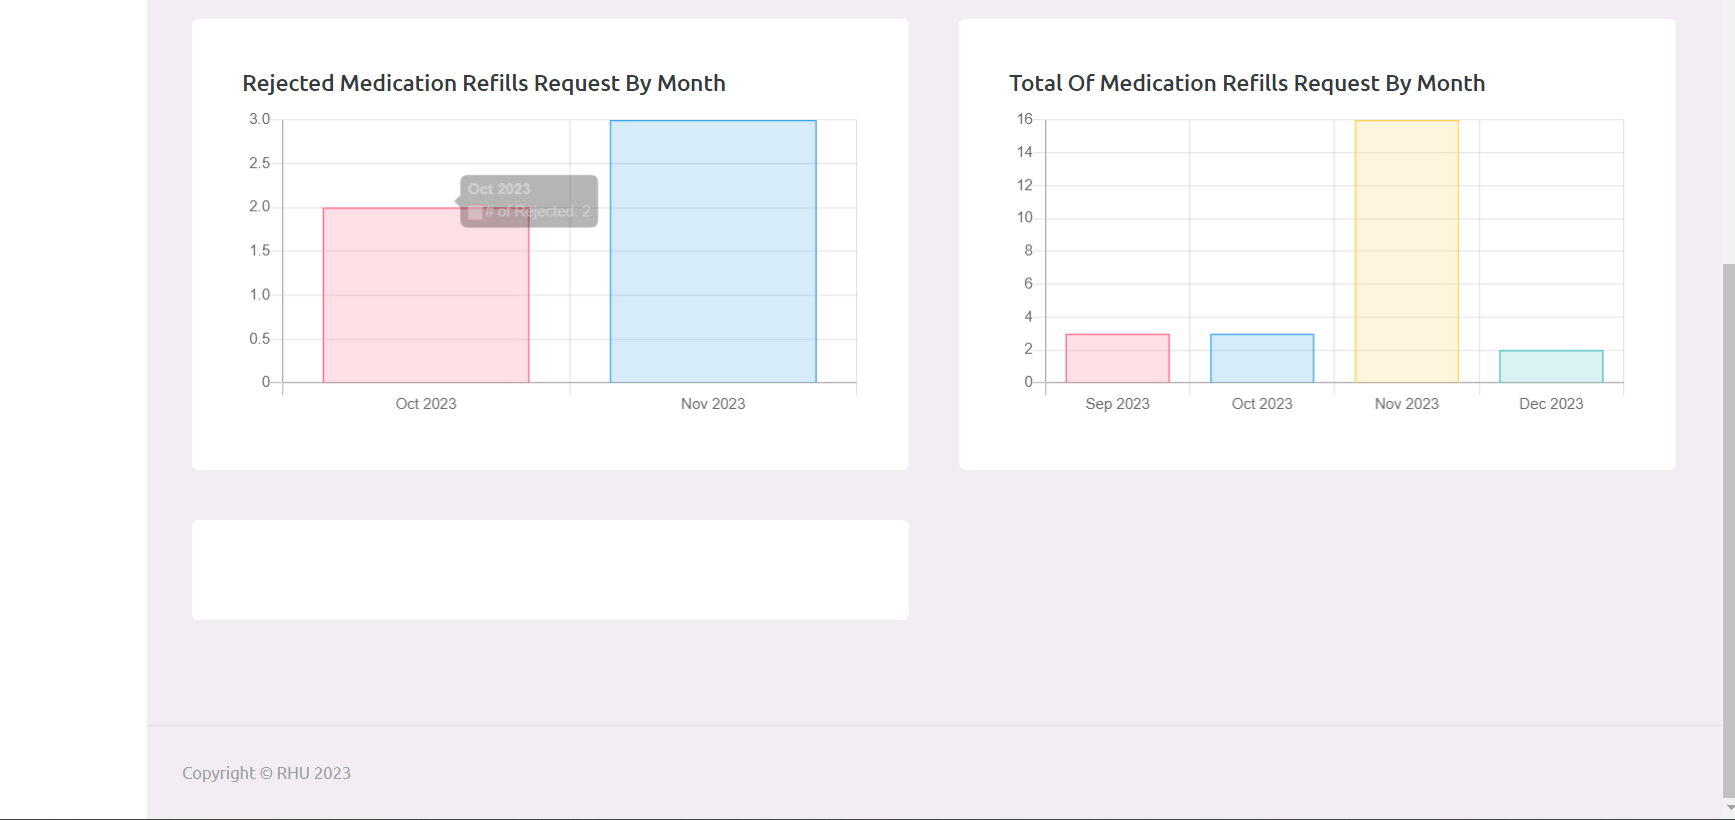 Rejected Medication Refills Request By Month
3.0
2.5
2.0
1.5
1.0
0.5
0
Oct 2023
# of Rejected: 2
Oct 2023
Nov 2023
Total Of Medication Refills Request By Month
16
14
12
10
8
6
4
2
0
Sep 2023
Oct 2023
Nov 2023
Dec 2023
Copyright © RHU 2023